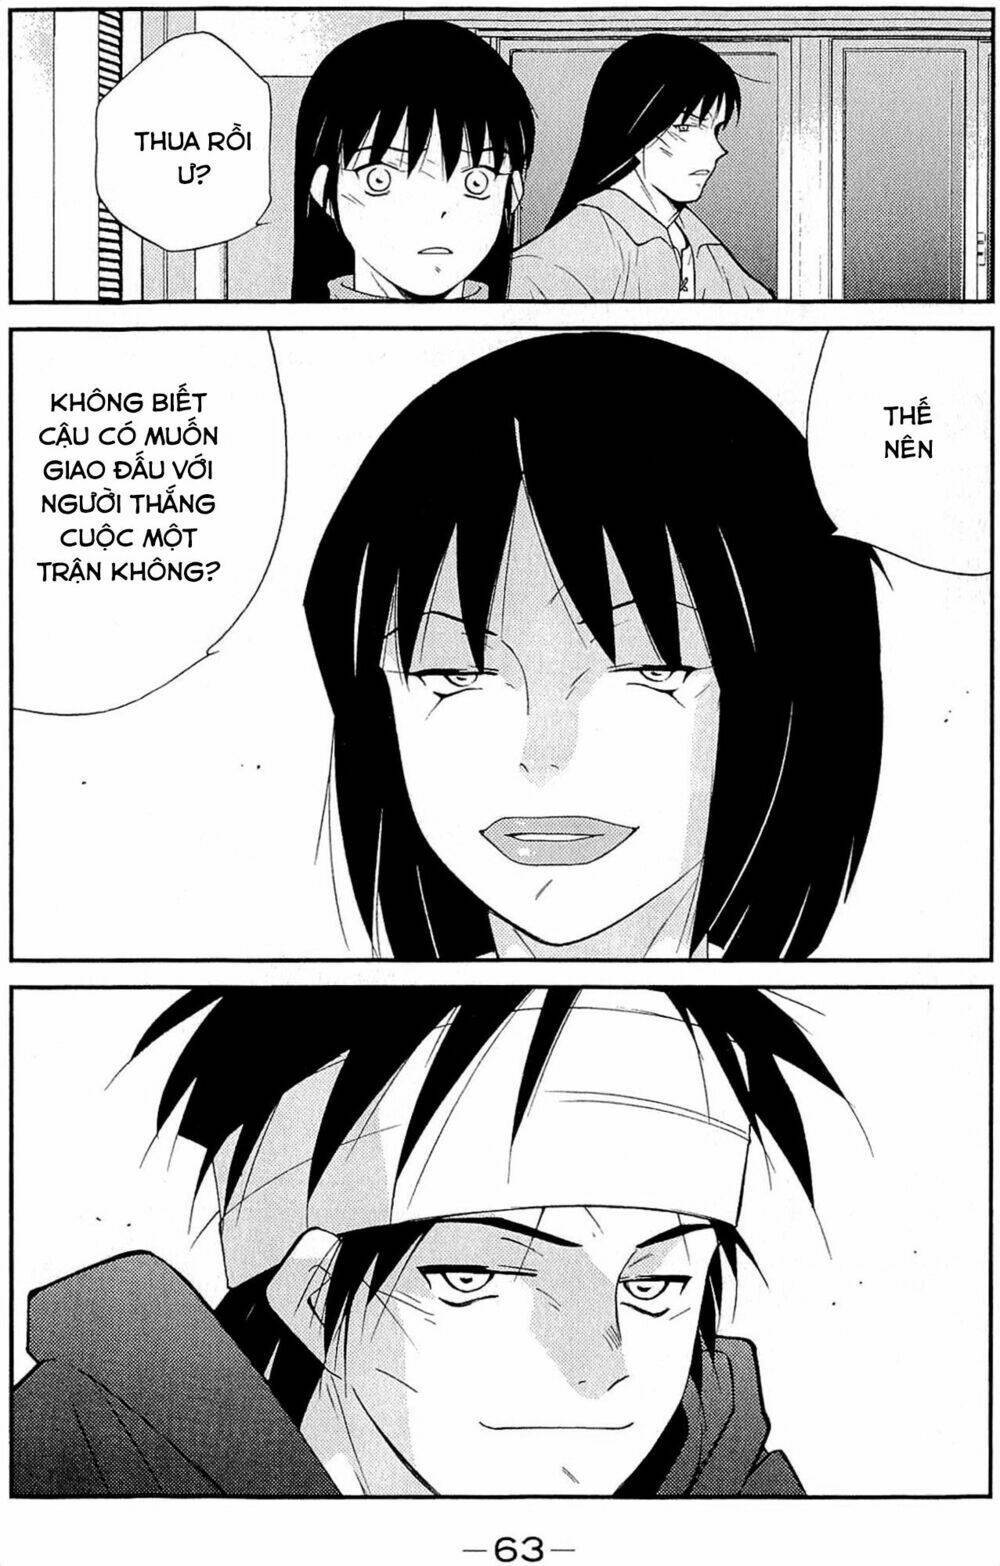 THUA RỒI
Ư?
THẾ
NÊN
KHÔNG BIẾT
CẬU CÓ MUỐN
GIAO ĐẤU VỚI
NGƯỜI THẮNG
CUỘC MỘT
TRẬN KHÔNG?
—63—